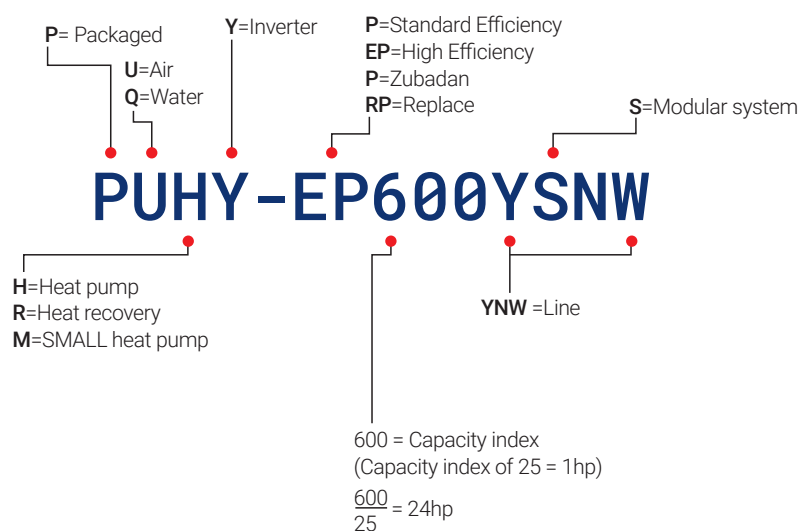 P= Packaged
U=Air
Q=Water
Y=Inverter
P=Standard Efficiency
EP=High Efficiency
P=Zubadan
RP=Replace
S=Modular system
PUHY-EP600YSNW
H=Heat pump
R=Heat recovery
M=SMALL heat pump
YNW =Line
600 = Capacity index
(Capacity index of 25 = 1hp)
600
25
= 24hp